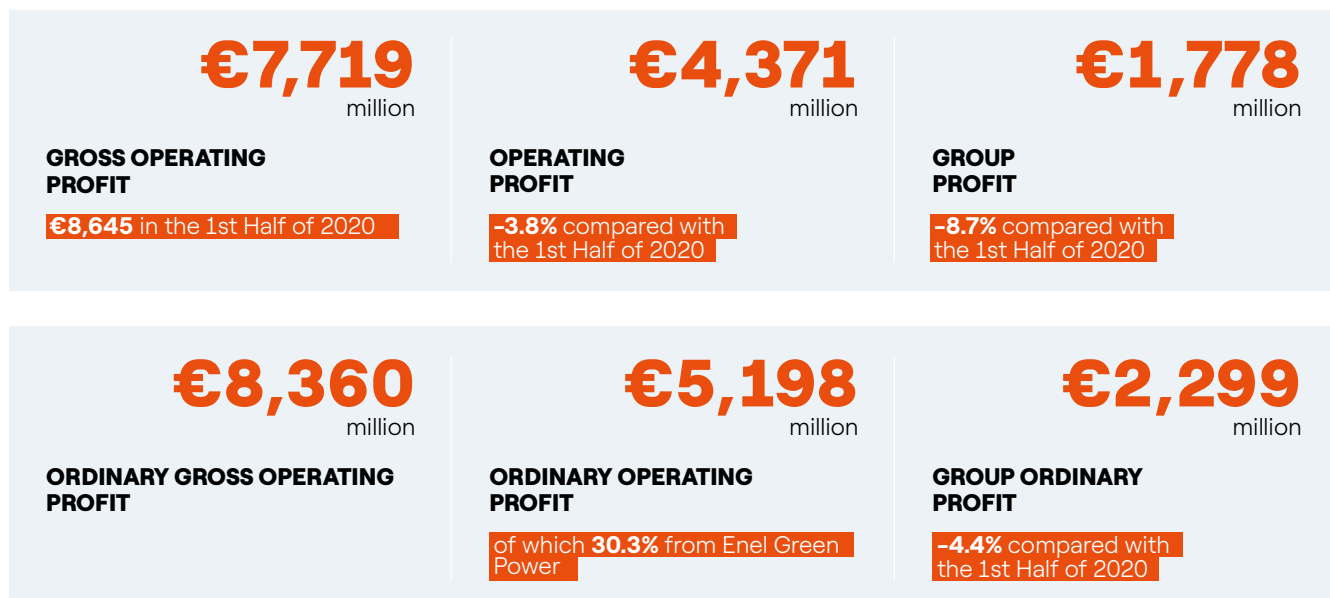 €7,719
million
GROSS OPERATING
PROFIT
€8,645 in the 1st Half of 2020
€4,371
million
OPERATING
PROFIT
-3.8% compared with
the 1st Half of 2020
€1,778
million
GROUP
PROFIT
-8.7% compared with
the 1st Half of 2020
€8,360
million
ORDINARY GROSS OPERATING
PROFIT
€5,198
million
ORDINARY OPERATING
PROFIT
of which 30.3% from Enel Green
Power
€2,299
million
GROUP ORDINARY
PROFIT
-4.4% compared with
the 1st Half of 2020